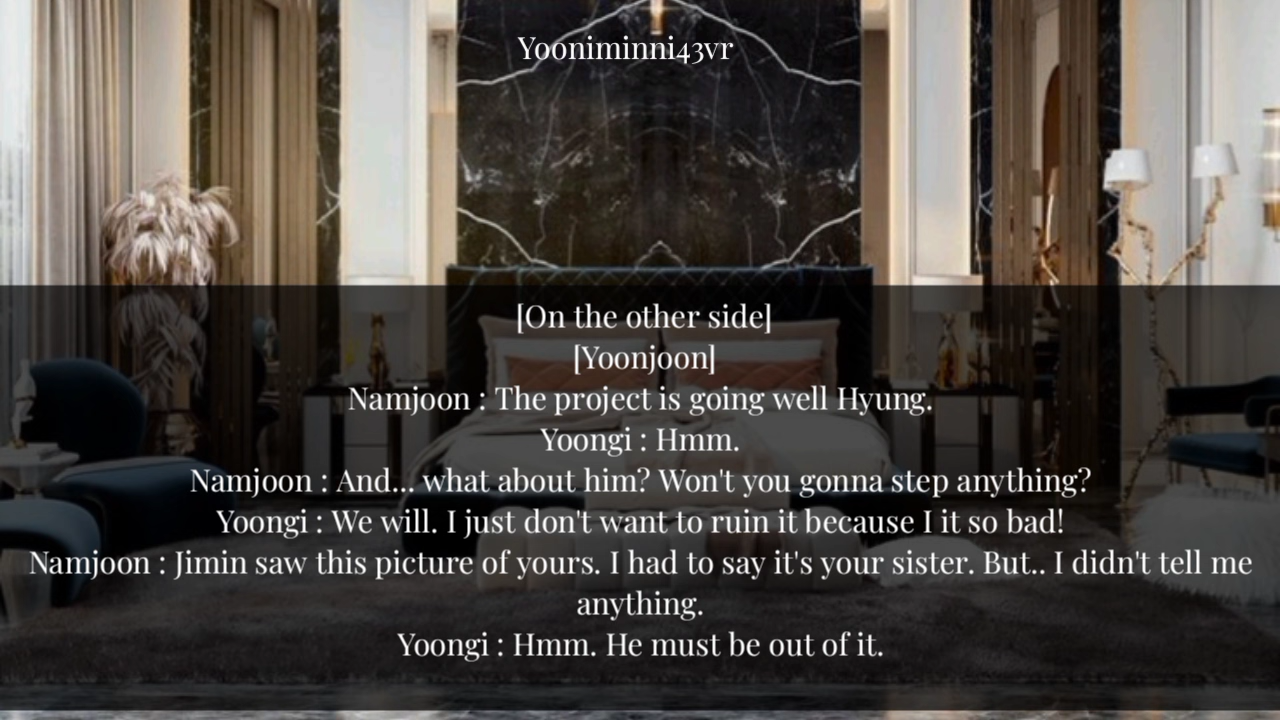 Yooniminni43vr
[On the other side]
[Yoonjoon]
Namjoon : The project is going well Hyung.
Yoongi : Hmm.
Namjoon : And... what about him? Won't you gonna step anything?
Yoongi : We will. I just don't want to ruin it because I it so bad!
Namjoon : Jimin saw this picture of yours. I had to say it's your sister. But.. I didn't tell me
anything.
Yoongi : Hmm. He must be out of it.